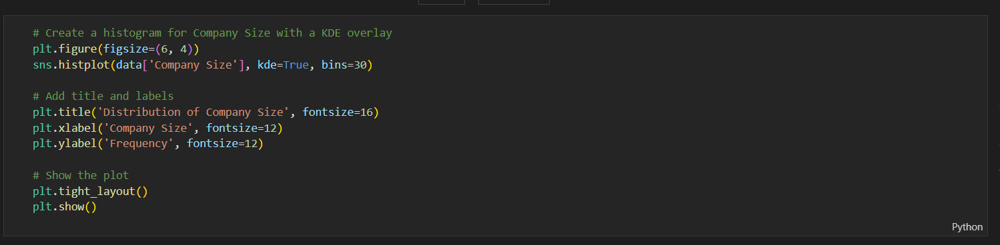 # Create a histogram for Company Size with a KDE overlay
plt.figure(figsize=(6, 4))
sns.histplot(data['Company Size'], kde=True, bins=30)
# Add title and labels
plt.title('Distribution of Company Size', fontsize=16)
plt.xlabel('Company Size', fontsize=12)
plt.ylabel('Frequency', fontsize=12)
# Show the plot
plt.tight_layout()
plt.show()
Python